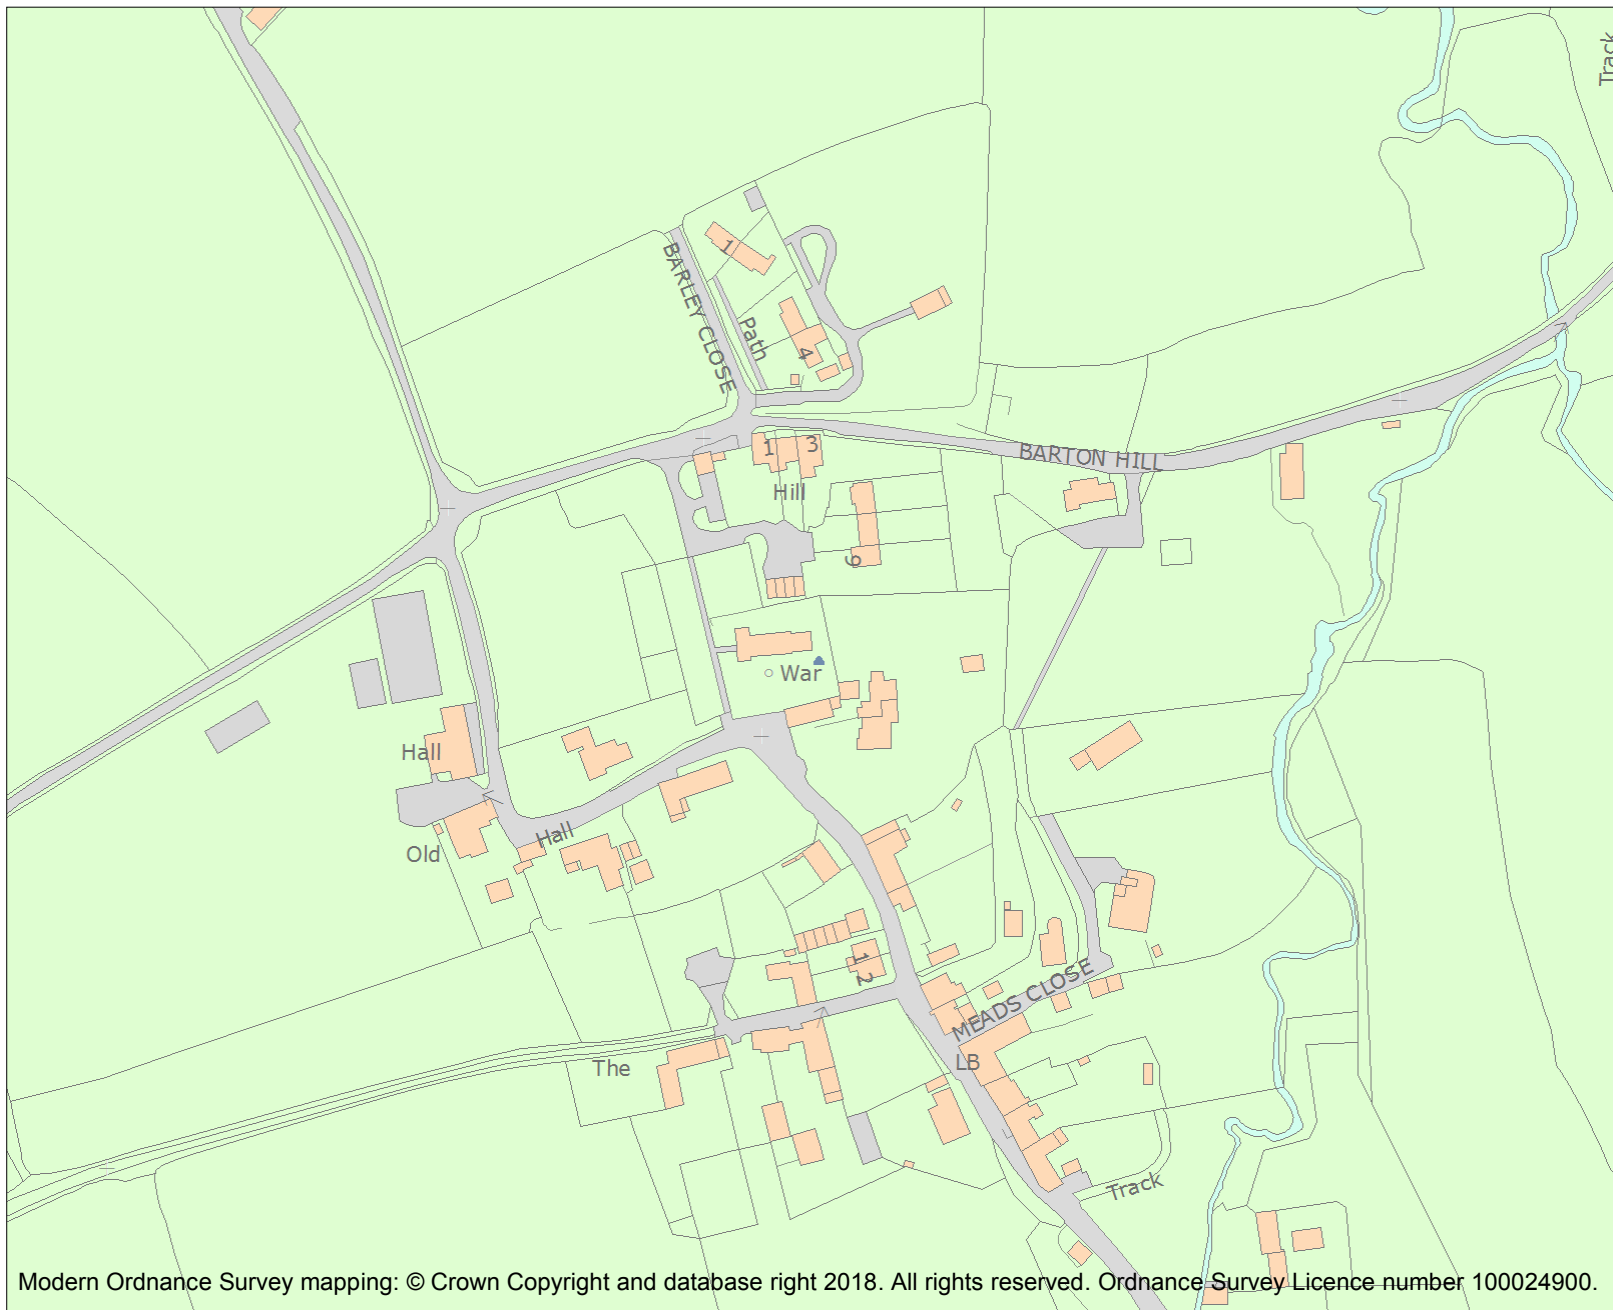 Track
1
BARLEY CLOSE
Path
4
1
3
BARTON HILL
Hill
9
War
Hall
Hall
Old
1
2
MEADS CLOSE
LB
The
Track
Modern Ordnance Survey mapping: © Crown Copyright and database right 2018. All rights reserved. Ordnance Survey Licence number 100024900.